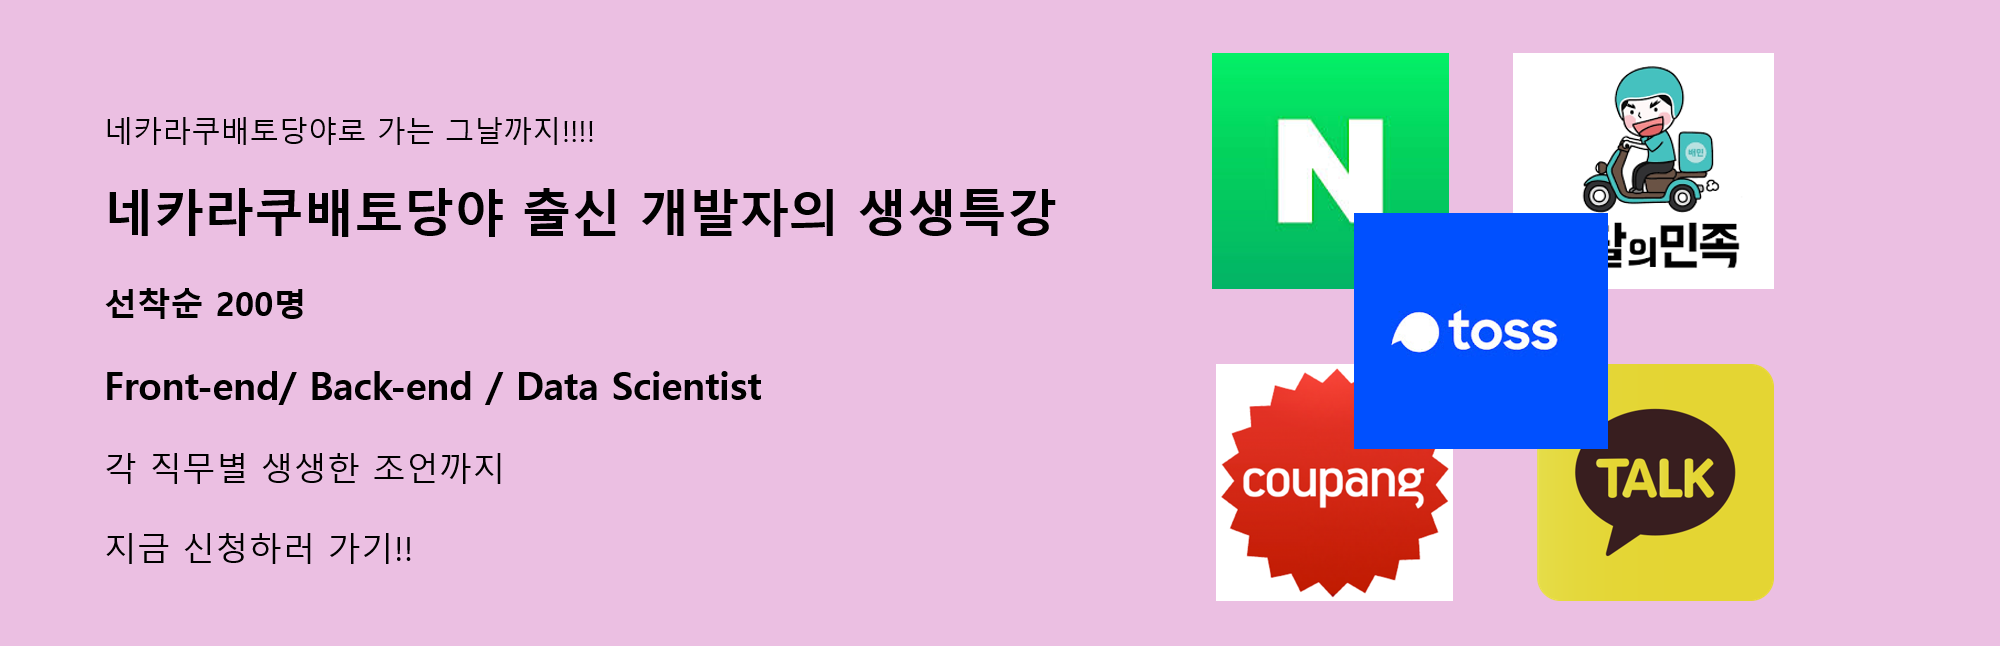 네카라쿠배토당야로 가는 그날까지!!!!
네카라쿠배토당야 출신 개발자의 생생특강
선착순 200명
Front-end/ Back-end / Data Scientist
각 직무별 생생한 조언까지
지금 신청하러 가기!!
N
배민
달의민족
toss
coupang
TALK